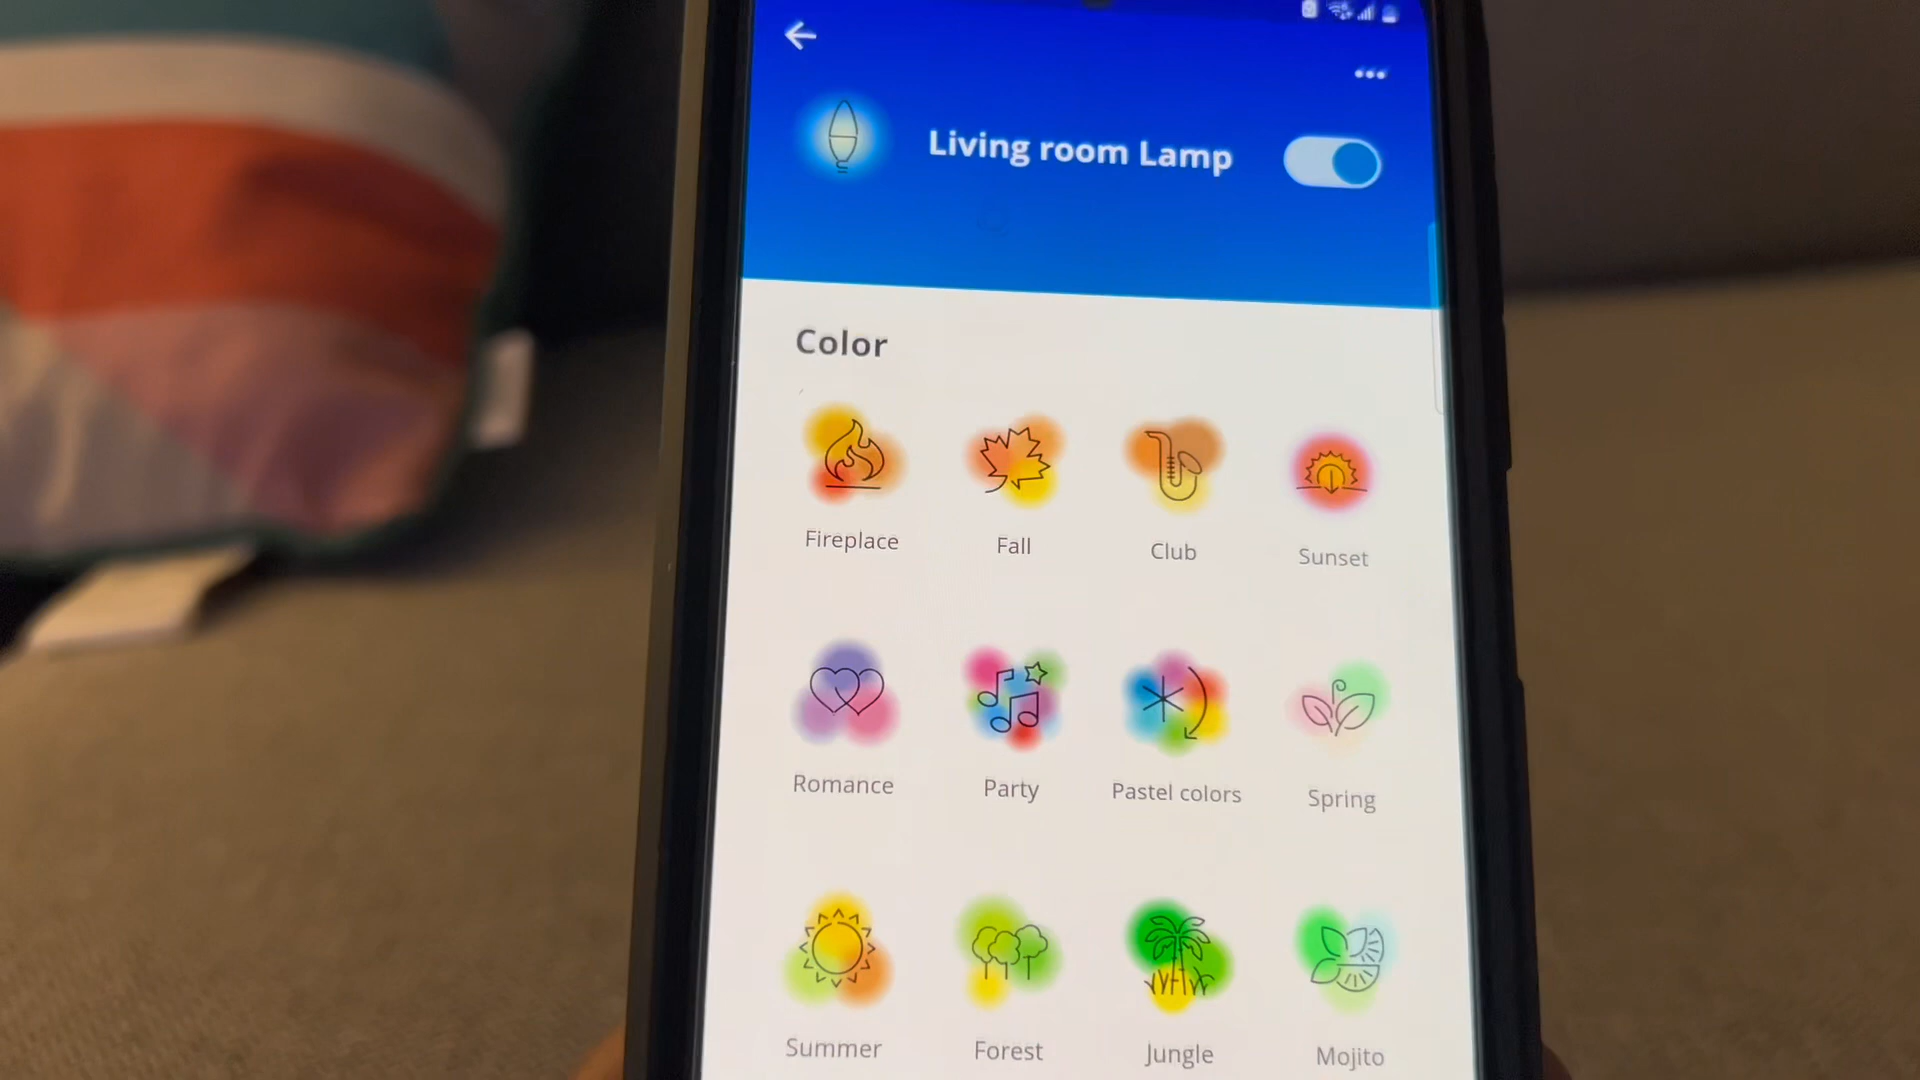 Living room Lamp
Color
Fireplace
Fall
Club
Sunset
Romance
Party
Pastel colors
Spring
Summer
Forest
Jungle
Mojito